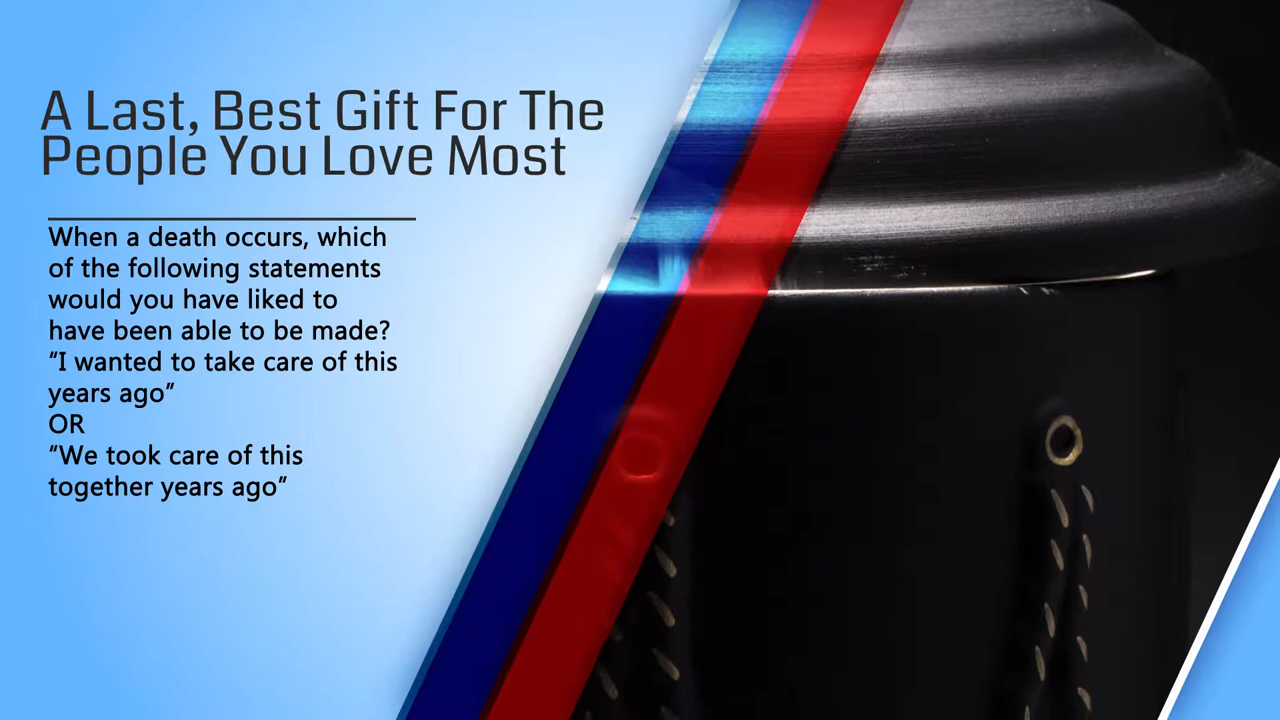 A Last, Best Gift For The
People You Love Most
When a death occurs, which
of the following statements
would you have liked to
have been able to be made?
“I wanted to take care of this
years ago”
OR
“We took care of this
together years ago”